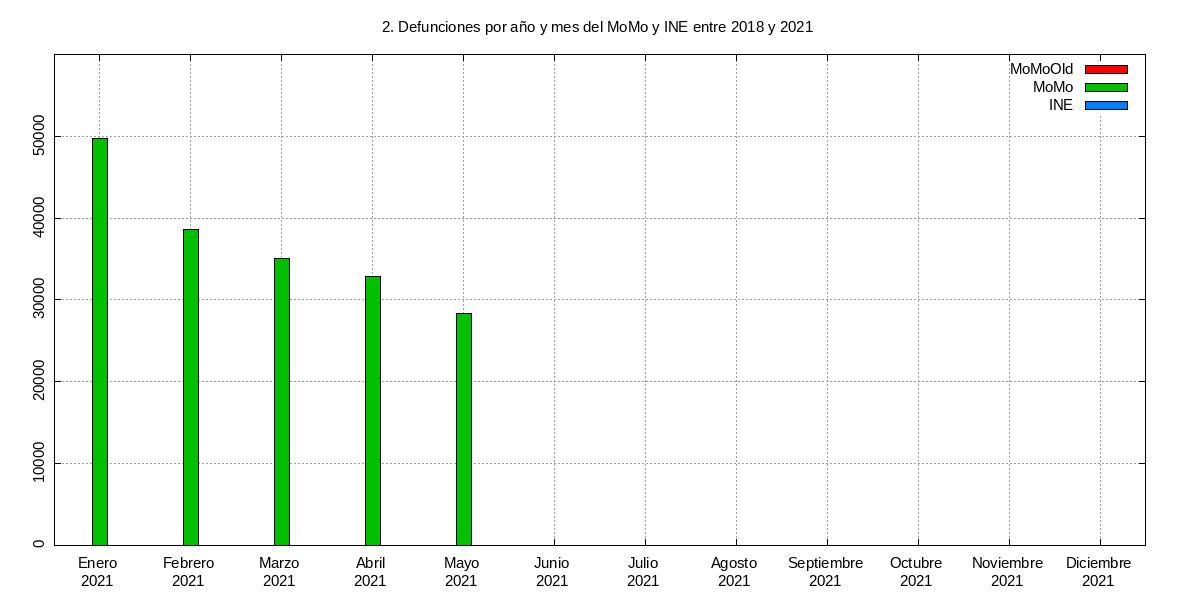 2. Defunciones por año y mes del MoMo y INE entre 2018 y 2021
MoMoOld
MoMo
INE
50000
40000
30000
20000
10000
0
Enero Febrero Marzo Abril Mayo Junio Julio Agosto Septiembre Octubre Noviembre Diciembre
2021 2021 2021 2021 2021 2021 2021 2021 2021 2021 2021 2021